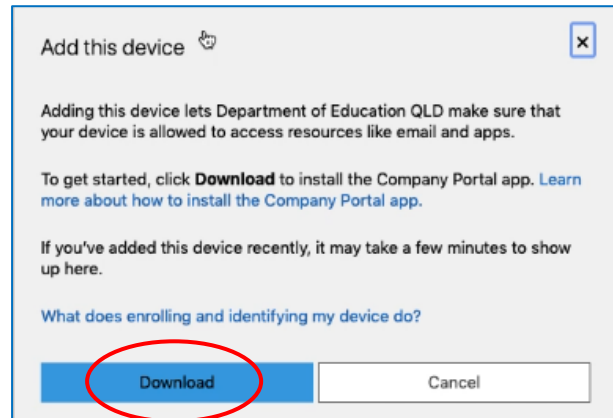 Add this device
Adding this device lets Department of Education QLD make sure that
your device is allowed to access resources like email and apps.
To get started, click Download to install the Company Portal app. Learn
more about how to install the Company Portal app.
If you've added this device recently, it may take a few minutes to show
up here.
What does enrolling and identifying my device do?
Download
Cancel